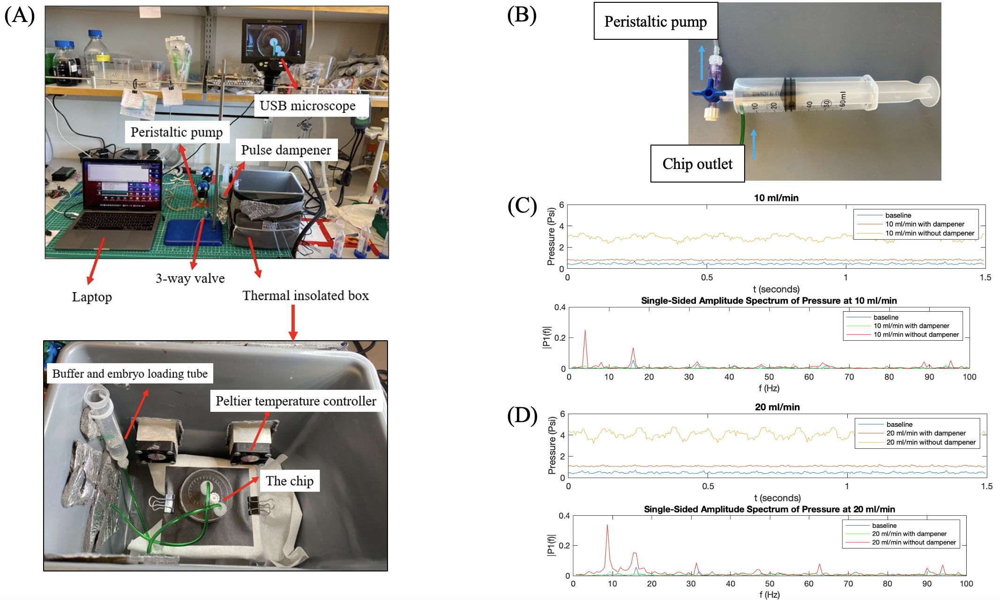 (A)
USB microscope
Peristaltic pump
Pulse dampener
3-way valve
Laptop
Thermal insolated box
Buffer and embryo loading tube
Peltier temperature controller
The chip
(B)
Peristaltic pump
SINGLE U
10 20 30 40 50 60ml
Chip outlet
(C)
10 ml/min
Pressure (Psi)
6
4
2
0
baseline
10 ml/min with dampener
10 ml/min without dampener
0 0.5 1 1.5
t (seconds)
Single-Sided Amplitude Spectrum of Pressure at 10 ml/min
|P1(f)|
0.4
0.2
0
baseline
10 ml/min with dampener
10 ml/min without dampener
0 10 20 30 40 50 60 70 80 90 100
f (Hz)
(D)
20 ml/min
Pressure (Psi)
6
4
2
0
baseline
20 ml/min with dampener
20 ml/min without dampener
0 0.5 1 1.5
t (seconds)
Single-Sided Amplitude Spectrum of Pressure at 20 ml/min
|P1(f)|
0.4
0.2
0
baseline
20 ml/min with dampener
20 ml/min without dampener
0 10 20 30 40 50 60 70 80 90 100
f (Hz)